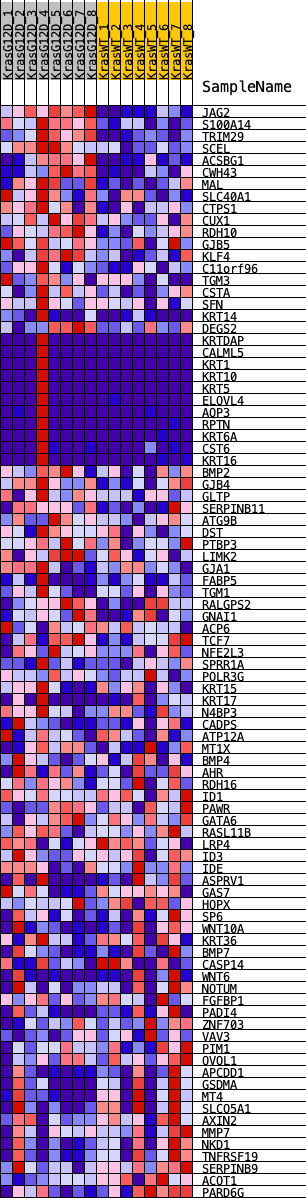 KrasG12D_1
KrasG12D_2
KrasG12D_3
KrasG12D_4
KrasG12D_5
KrasG12D_6
KrasG12D_7
KrasG12D_8
KrasWT_1
KrasWT_2
KrasWT_3
KrasWT_4
KrasWT_5
KrasWT_6
KrasWT_7
KrasWT_8
SampleName
JAG2
S100A14
TRIM29
SCEL
ACSBG1
CWH43
MAL
SLC40A1
CTPS1
CUX1
RDH10
GJB5
KLF4
C11orf96
TGM3
CSTA
SFN
KRT14
DEGS2
KRTDAP
CALML5
KRT1
KRT10
KRT5
ELOVL4
AQP3
RPTN
KRT6A
CST6
KRT16
BMP2
GJB4
GLTP
SERPINB11
ATG9B
DST
PTBP3
LIMK2
GJA1
FABP5
TGM1
RALGPS2
GNAI1
ACP6
TCF7
NFE2L3
SPRR1A
POLR3G
KRT15
KRT17
N4BP3
CADPS
ATP12A
MT1X
BMP4
AHR
RDH16
ID1
PAWR
GATA6
RASL11B
LRP4
ID3
IDE
ASPRV1
GAS7
HOPX
SP6
WNT10A
KRT36
BMP7
CASP14
WNT6
NOTUM
FGFBP1
PADI4
ZNF703
VAV3
PIM1
OVOL1
APCDD1
GSDMA
MT4
SLCO5A1
AXIN2
MMP7
NKD1
TNFRSF19
SERPINB9
ACOT1
PARD6G